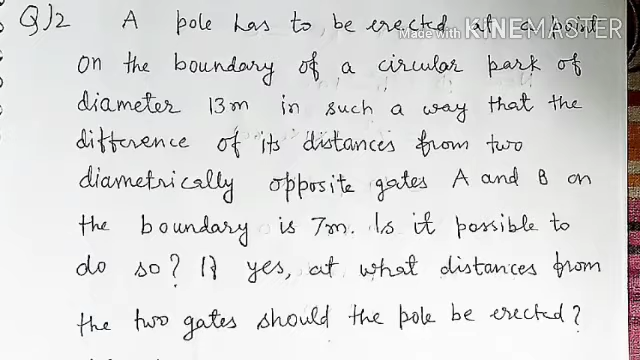 Q)2 A pole has to be erected at a point
Made with KINEMASTER
on the boundary of a circular park of
diameter 13m in such a way that the
difference of its distances from two
diametrically opposite gates A and B on
the boundary is 7m. Is it possible to
do so? If yes, at what distances from
the two gates should the pole be erected?